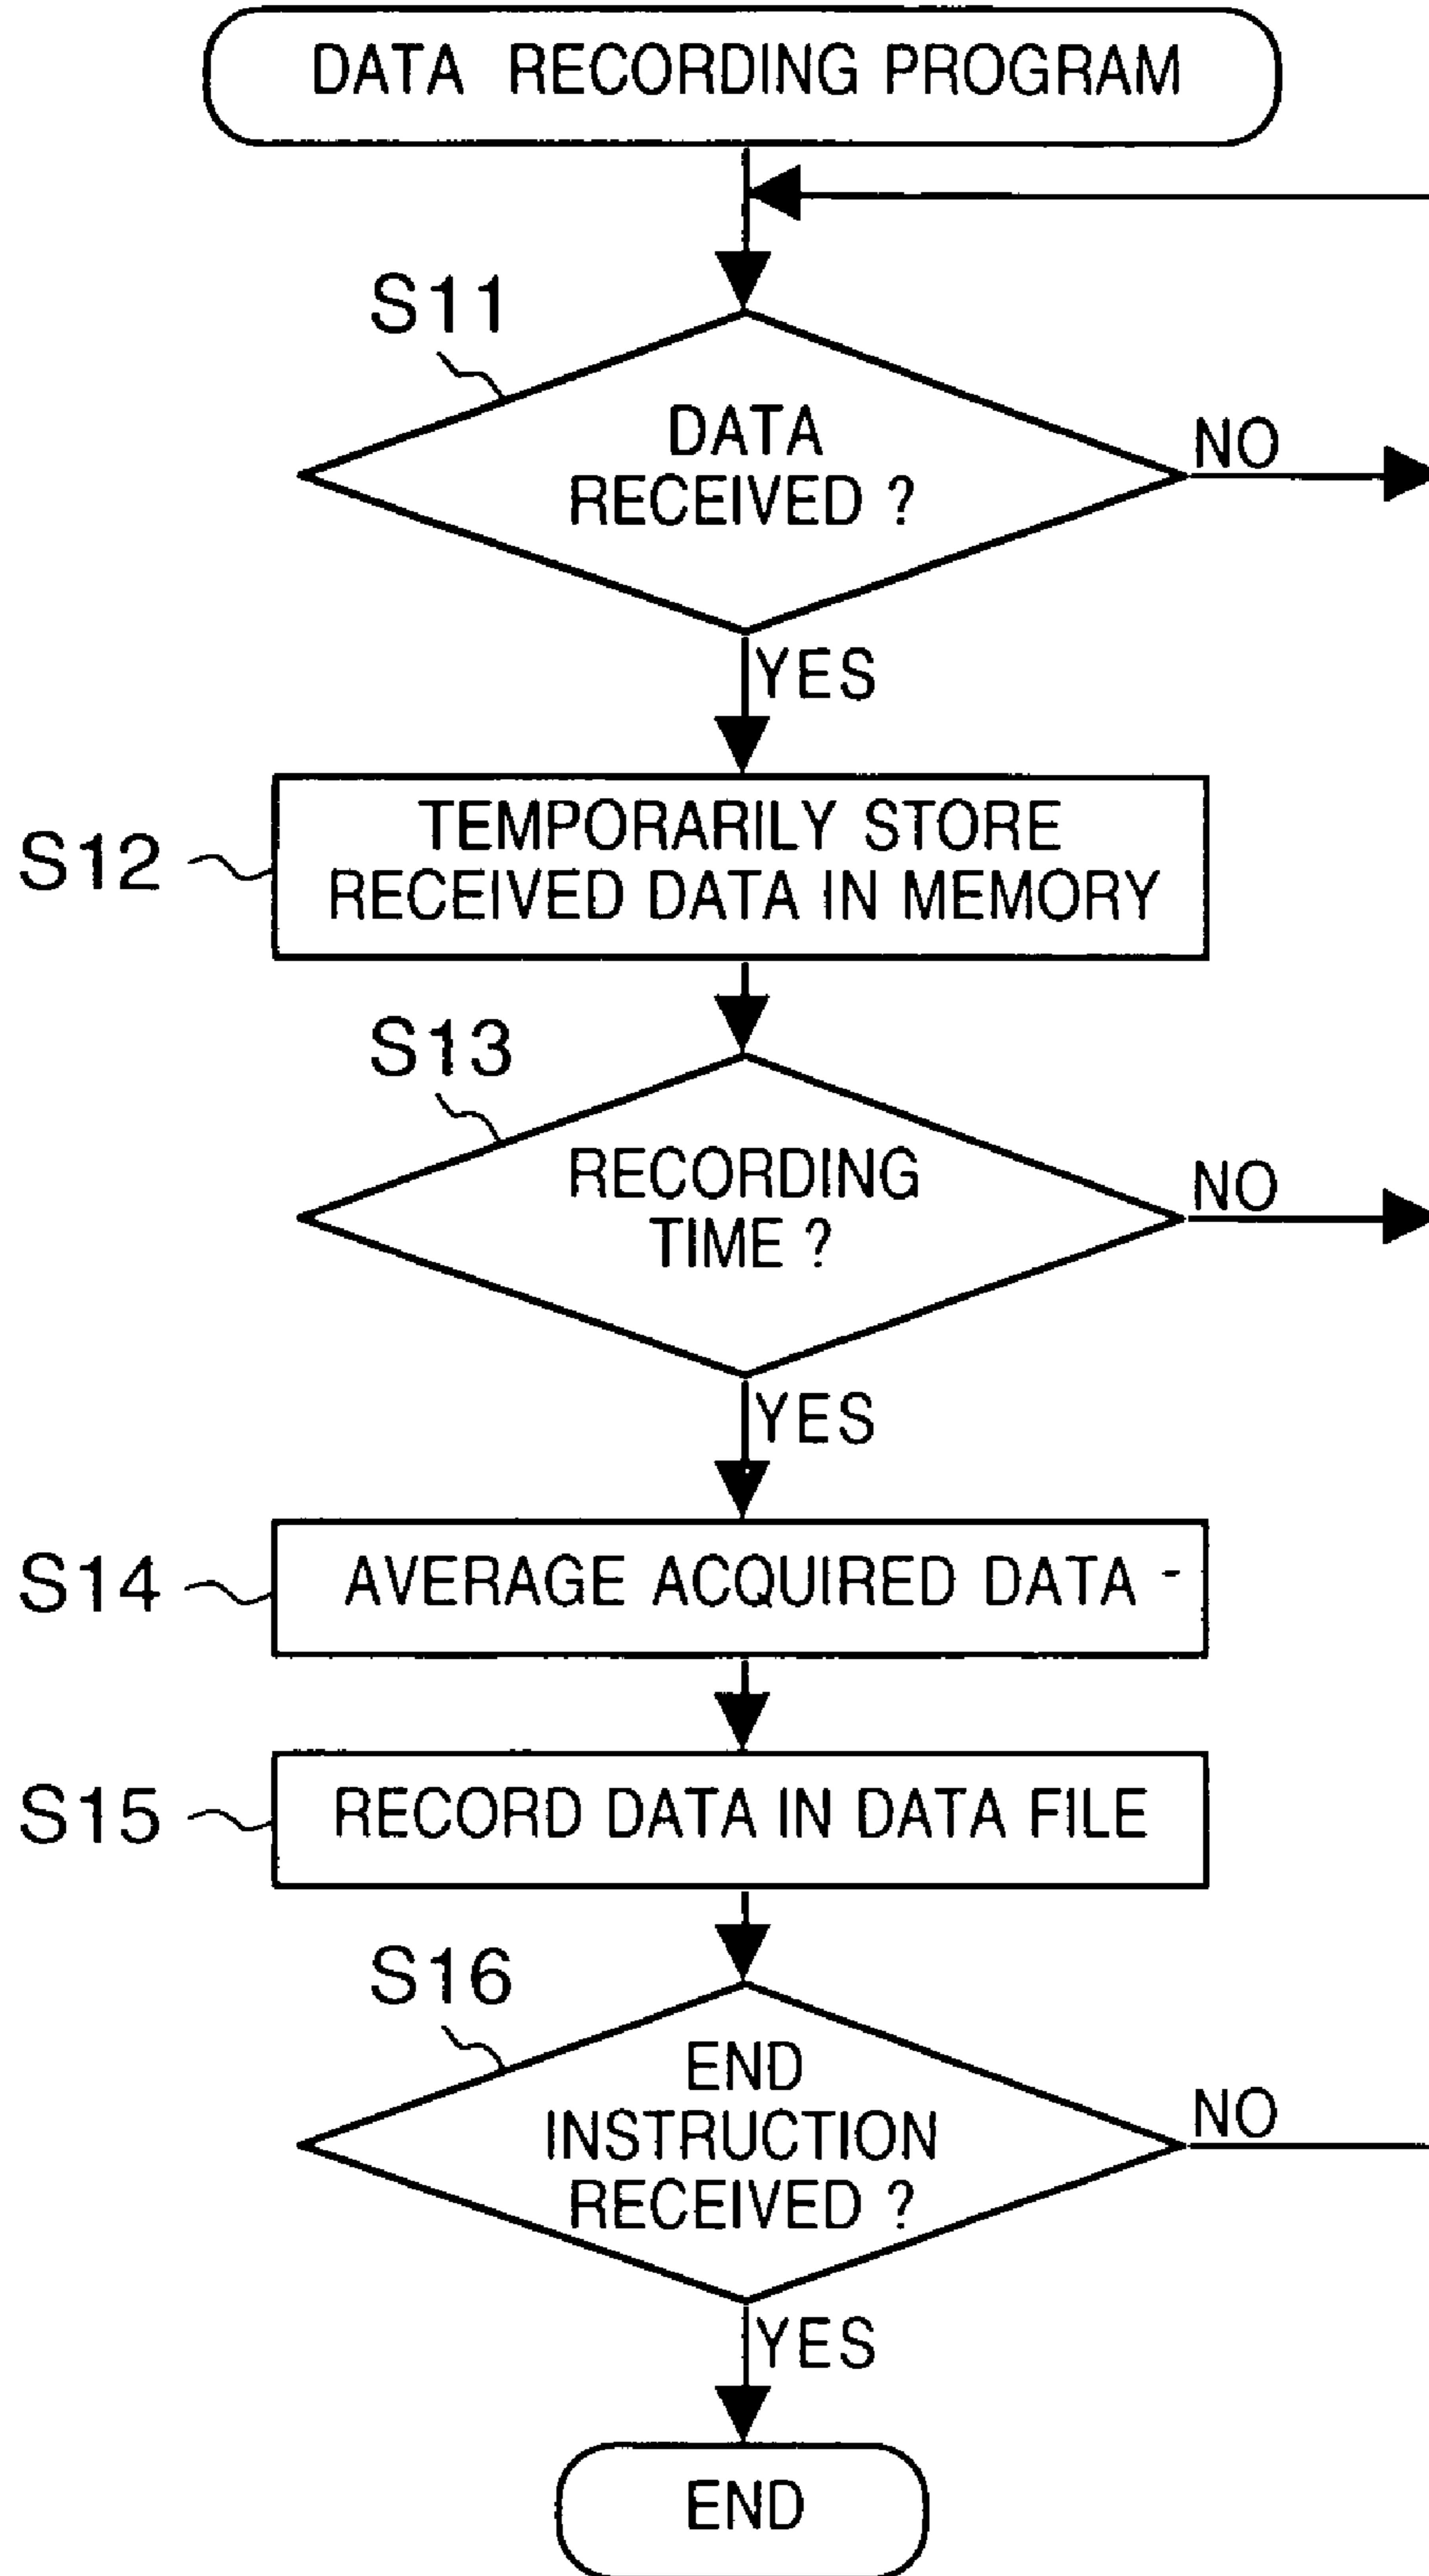 DATA RECORDING PROGRAM
S11
DATA
RECEIVED ?
NO
YES
S12
TEMPORARILY STORE
RECEIVED DATA IN MEMORY
S13
RECORDING
TIME ?
NO
YES
S14
AVERAGE ACQUIRED DATA
S15
RECORD DATA IN DATA FILE
S16
END
INSTRUCTION
RECEIVED ?
NO
YES
END